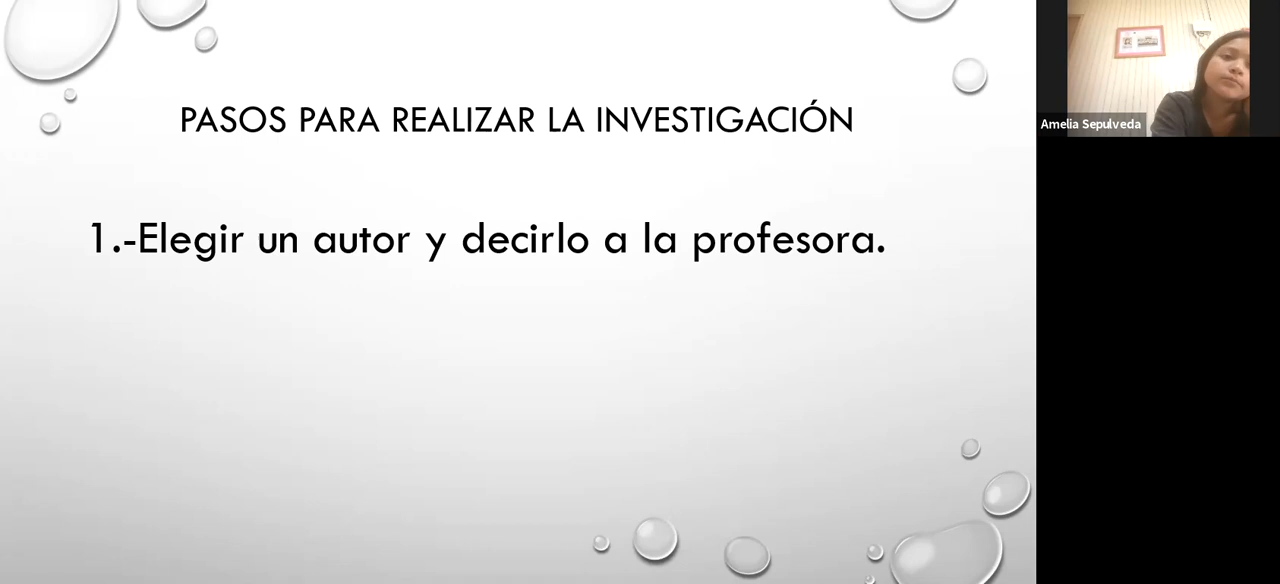 PASOS PARA REALIZAR LA INVESTIGACIÓN
1.-Elegir un autor y decirlo a la profesora.
Amelia Sepulveda